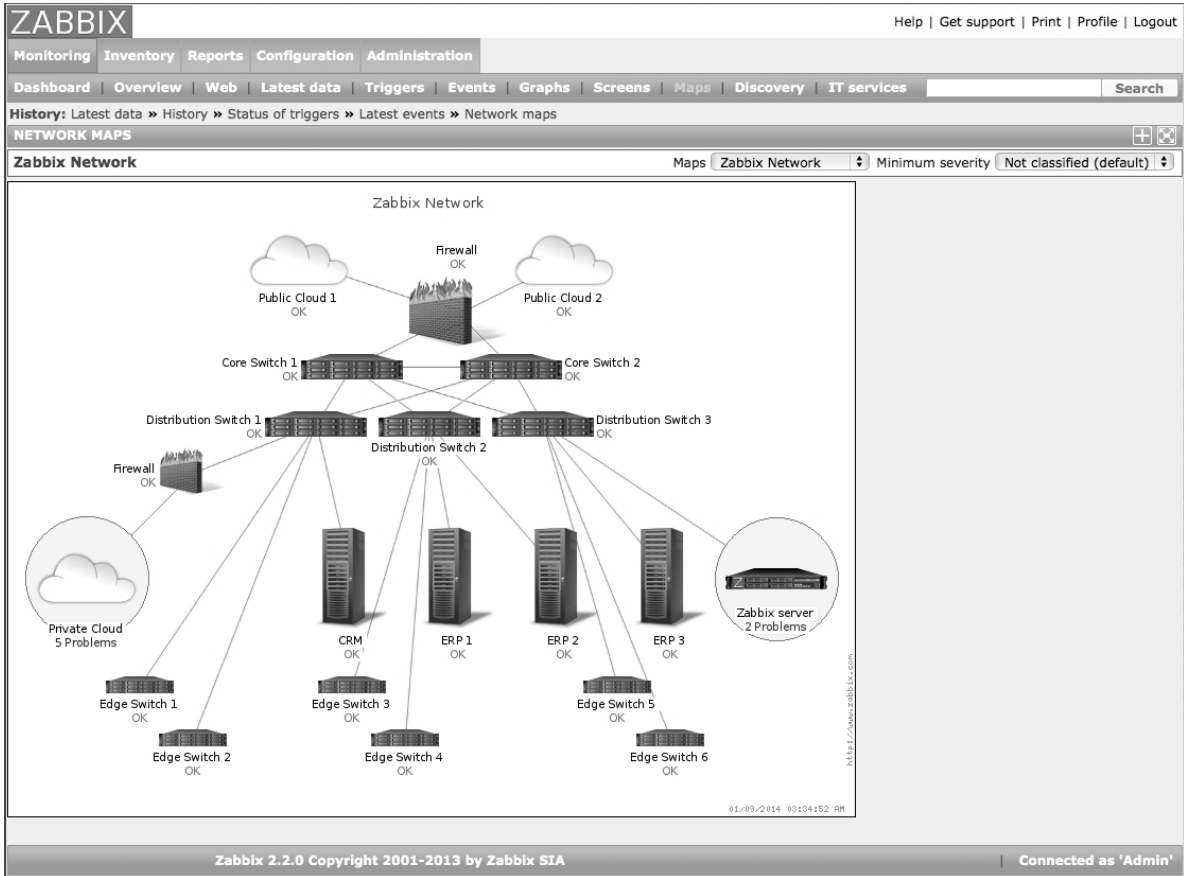 ZABBIX
Help | Get support | Print | Profile | Logout
Monitoring Inventory Reports Configuration Administration
Dashboard | Overview | Web | Latest data | Triggers | Events | Graphs | Screens | Maps | Discovery | IT services Search
History: Latest data » History » Status of triggers » Latest events » Network maps
NETWORK MAPS
Zabbix Network Maps Zabbix Network Minimum severity Not classified (default)
Zabbix Network
Firewall
OK
Public Cloud 1
OK
Public Cloud 2
OK
Core Switch 1
OK
Core Switch 2
OK
Distribution Switch 1
OK
Distribution Switch 2
OK
Distribution Switch 3
OK
Firewall
OK
Private Cloud
5 Problems
CRM
OK
ERP 1
OK
ERP 2
OK
ERP 3
OK
Z
Zabbix server
2 Problems
Edge Switch 1
OK
Edge Switch 2
OK
Edge Switch 3
OK
Edge Switch 4
OK
Edge Switch 5
OK
Edge Switch 6
OK
http://www.zabbix.com
01/09/2014 03:34:52 AM
Zabbix 2.2.0 Copyright 2001-2013 by Zabbix SIA | Connected as 'Admin'